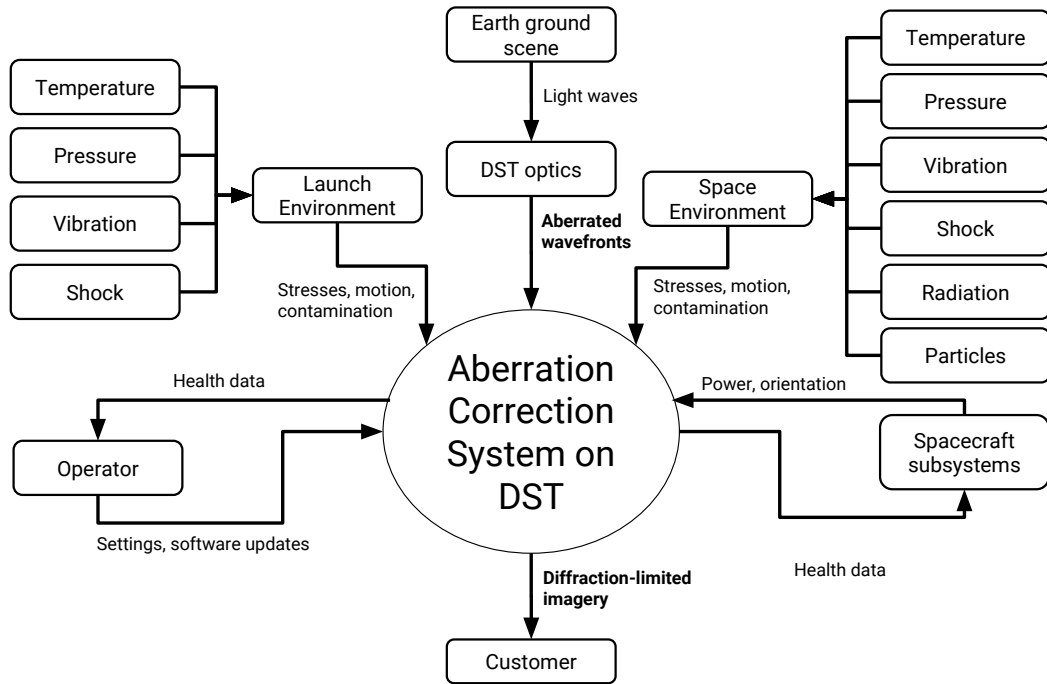 Earth ground
scene
Light waves
DST optics
Aberrated
wavefronts
Temperature
Pressure
Vibration
Shock
Launch
Environment
Stresses, motion,
contamination
Space
Environment
Stresses, motion,
contamination
Temperature
Pressure
Vibration
Shock
Radiation
Particles
Aberration
Correction
System on
DST
Health data
Operator
Settings, software updates
Power, orientation
Spacecraft
subsystems
Health data
Diffraction-limited
imagery
Customer